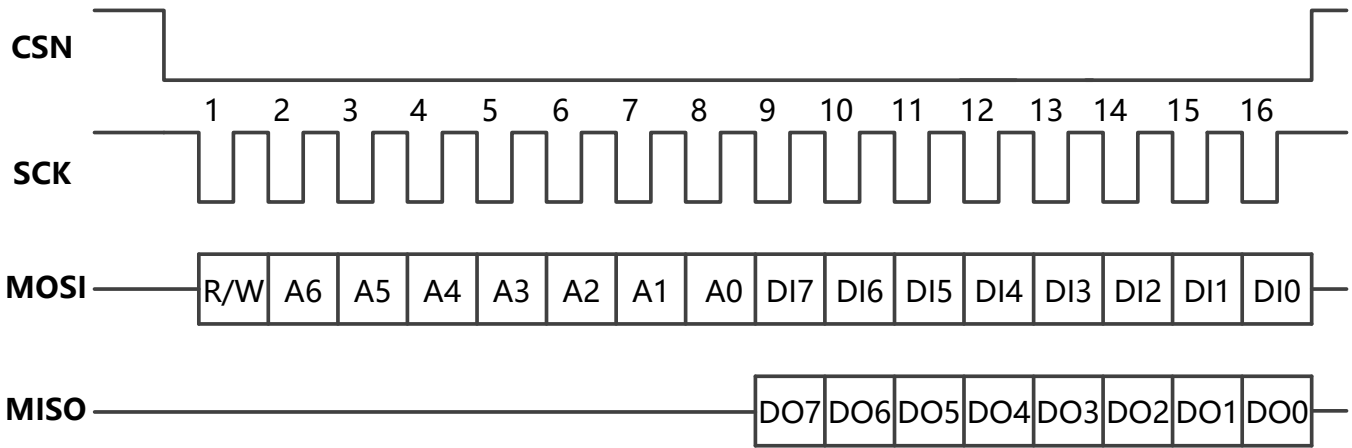 CSN
1 2 3 4 5 6 7 8 9 10 11 12 13 14 15 16
SCK
MOSI R/W A6 A5 A4 A3 A2 A1 A0 DI7 DI6 DI5 DI4 DI3 DI2 DI1 DI0
MISO DO7 DO6 DO5 DO4 DO3 DO2 DO1 DO0